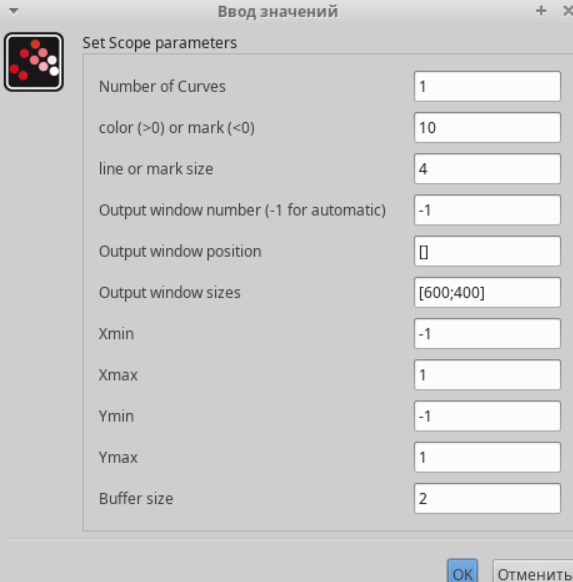 Ввод значений
Set Scope parameters
Number of Curves 1
color (>0) or mark (<0) 10
line or mark size 4
Output window number (-1 for automatic) -1
Output window position []
Output window sizes [600;400]
Xmin -1
Xmax 1
Ymin -1
Ymax 1
Buffer size 2
OK Отменить